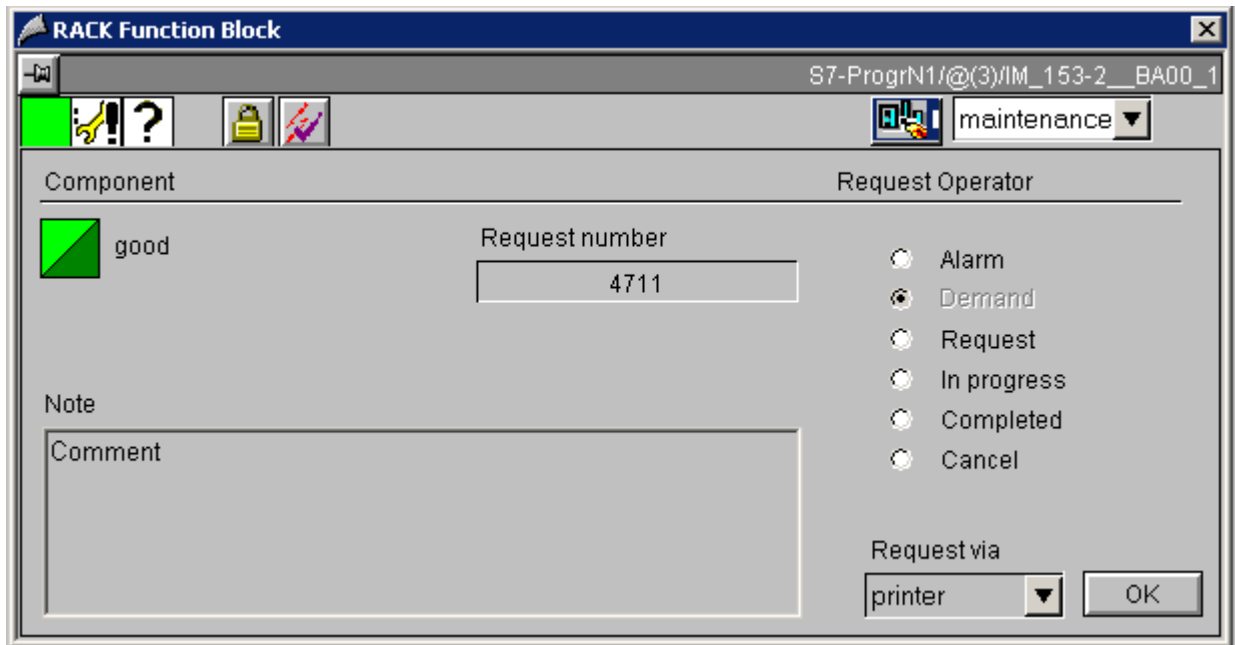 RACK Function Block
S7-ProgrN1/@(3)/IM_153-2__BA00_1
maintenance
Component
Request Operator
good
Request number
4711
Alarm
Demand
Request
In progress
Completed
Cancel
Note
Comment
Request via
printer
OK